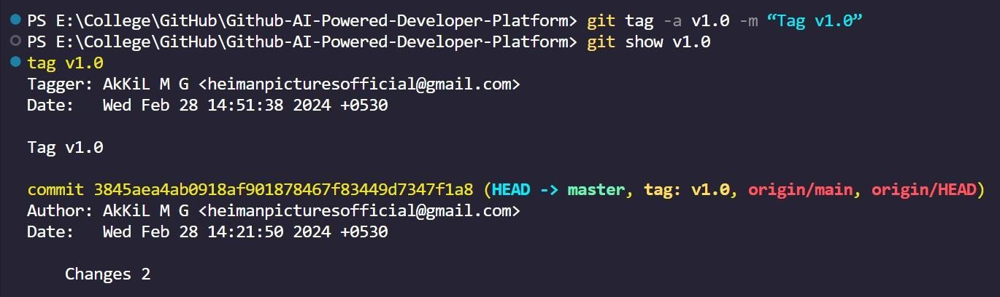 PS E:\College\GitHub\Github-AI-Powered-Developer-Platform> git tag -a v1.0 -m “Tag v1.0”
PS E:\College\GitHub\Github-AI-Powered-Developer-Platform> git show v1.0
tag v1.0
Tagger: AkKiL M G <heimanpicturesofficial@gmail.com>
Date:   Wed Feb 28 14:51:38 2024 +0530
Tag v1.0
commit 3845aea4ab0918af901878467f83449d7347f1a8 (HEAD -> master, tag: v1.0, origin/main, origin/HEAD)
Author: AkKiL M G <heimanpicturesofficial@gmail.com>
Date:   Wed Feb 28 14:21:50 2024 +0530
Changes 2